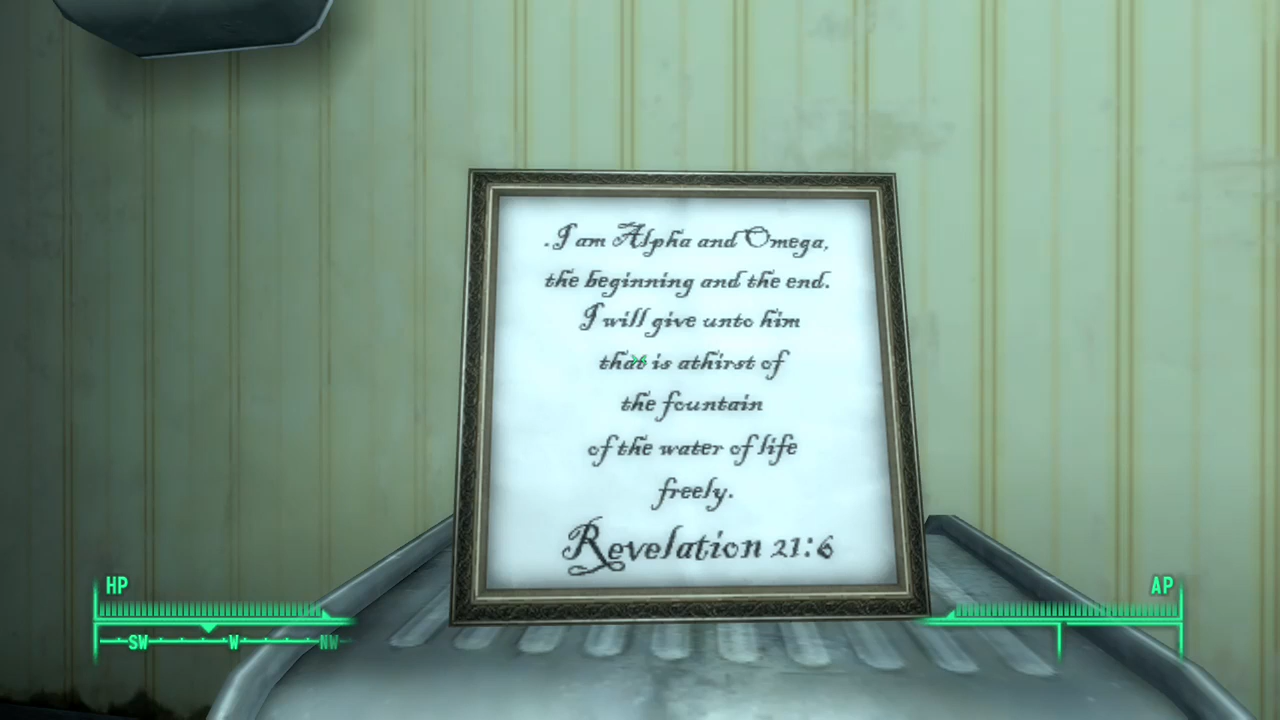 .I am Alpha and Omega,
the beginning and the end.
I will give unto him
that is athirst of
the fountain
of the water of life
freely.
Revelation 21:6
HP
AP
SW W NW